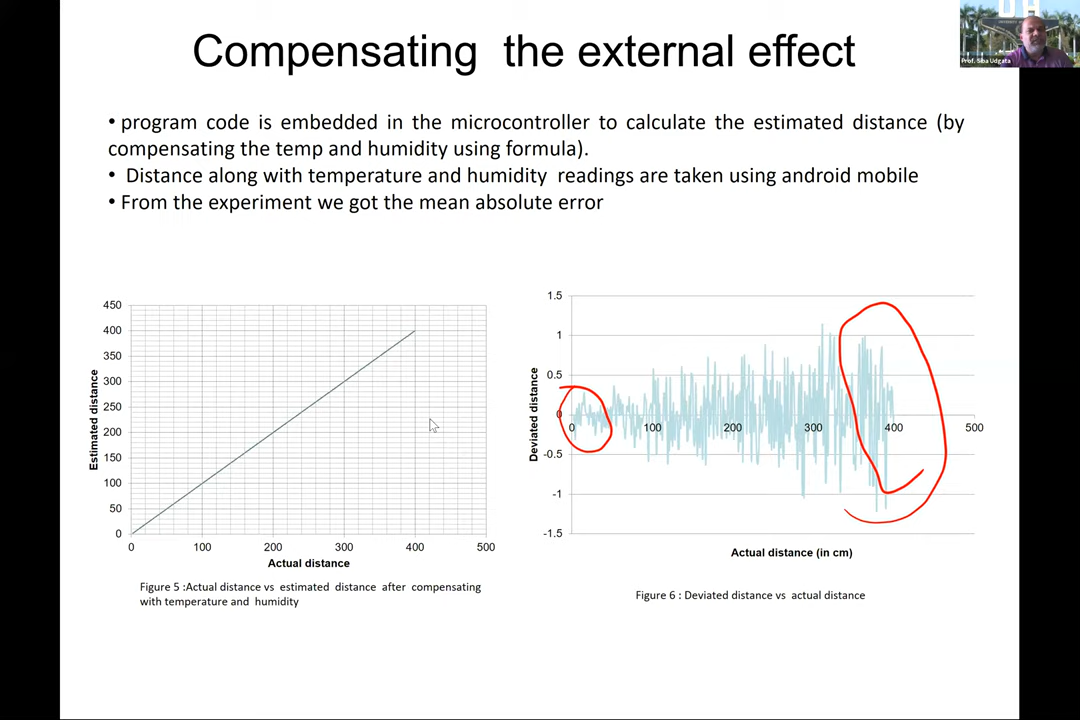 DH
Prof. Siba Udgata
Compensating the external effect
• program code is embedded in the microcontroller to calculate the estimated distance (by
compensating the temp and humidity using formula).
• Distance along with temperature and humidity readings are taken using android mobile
• From the experiment we got the mean absolute error
450
400
350
300
250
200
150
100
50
0
0 100 200 300 400 500
Estimated distance
Actual distance
Figure 5 :Actual distance vs estimated distance after compensating
with temperature and humidity
1.5
1
0.5
0
-0.5
-1
-1.5
0 100 200 300 400 500
Deviated distance
Actual distance (in cm)
Figure 6 : Deviated distance vs actual distance